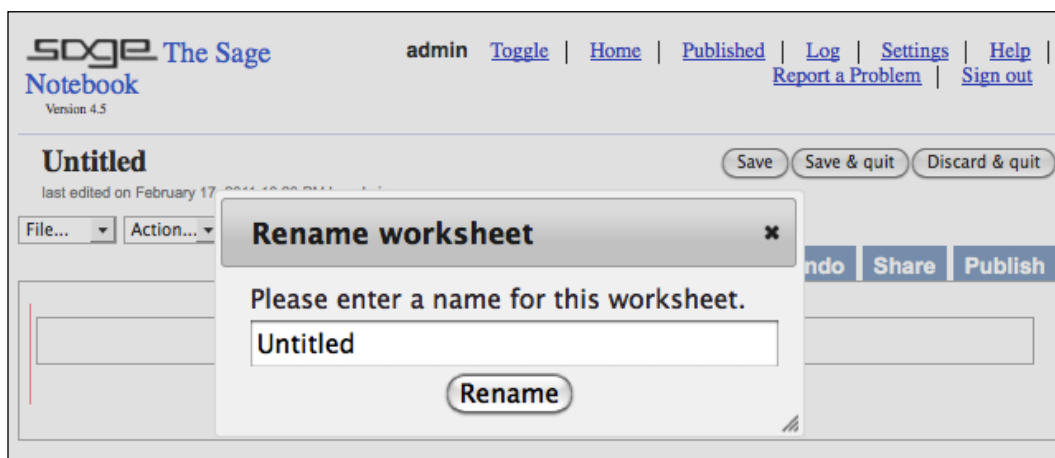 sage The Sage Notebook
Version 4.5
admin Toggle | Home | Published | Log | Settings | Help |
Report a Problem | Sign out
Untitled
Save Save & quit Discard & quit
last edited on February 17,
File... Action...
Rename worksheet
Share Publish
Please enter a name for this worksheet.
Untitled
Rename